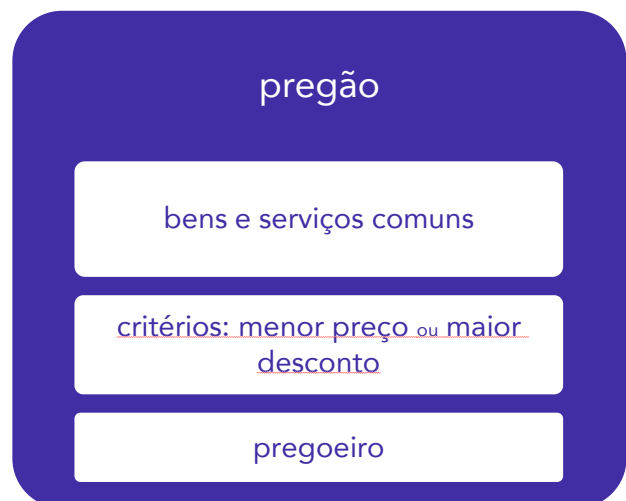 pregão
bens e serviços comuns
critérios: menor preço ou maior
desconto
pregoeiro